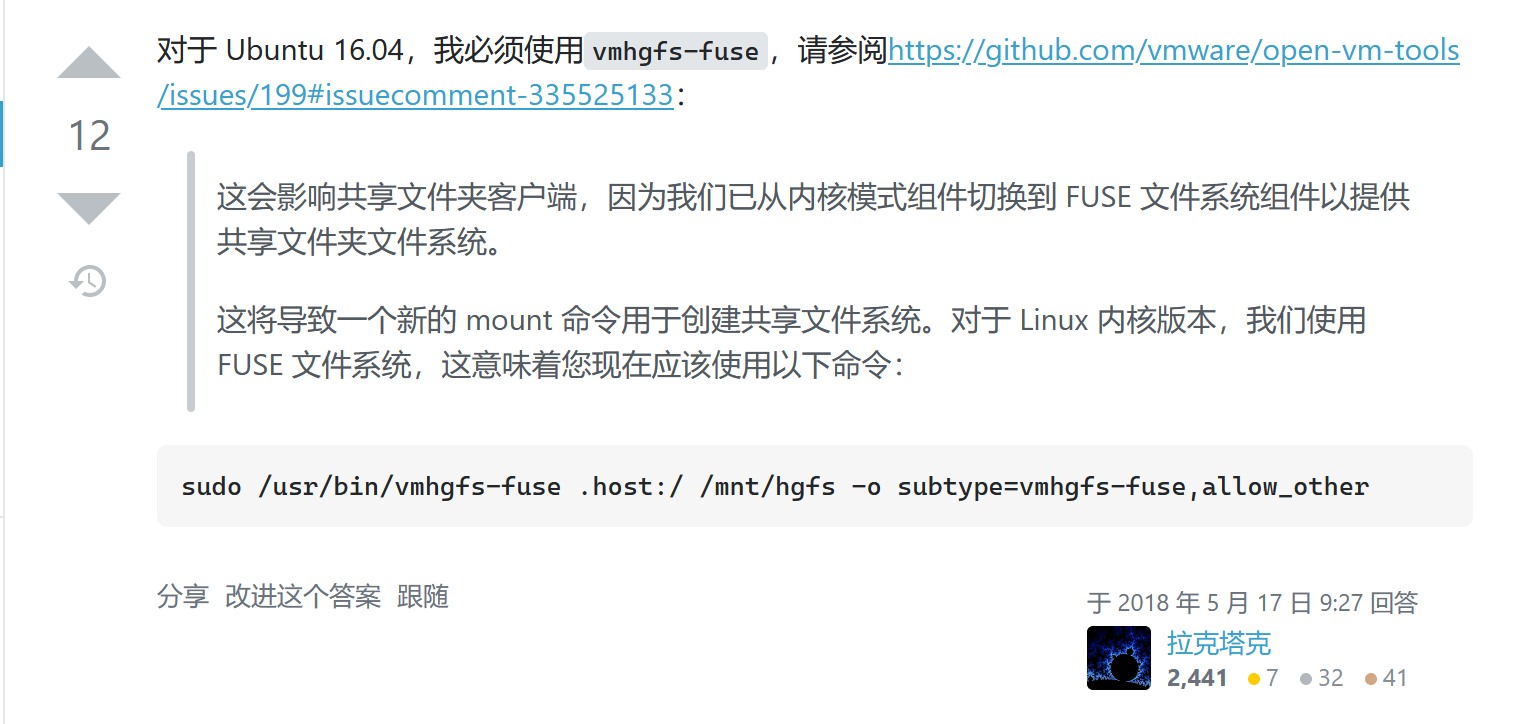 对于 Ubuntu 16.04，我必须使用vmhgfs-fuse，请参阅https://github.com/vmware/open-vm-tools
/issues/199#issuecomment-335525133：
12
这会影响共享文件夹客户端，因为我们已从内核模式组件切换到 FUSE 文件系统组件以提供
共享文件夹文件系统。
这将导致一个新的 mount 命令用于创建共享文件系统。对于 Linux 内核版本，我们使用
FUSE 文件系统，这意味着您现在应该使用以下命令：
sudo /usr/bin/vmhgfs-fuse .host:/ /mnt/hgfs -o subtype=vmhgfs-fuse,allow_other
分享 改进这个答案 跟随
于 2018 年 5 月 17 日 9:27 回答
拉克塔克
2,441 7 32 41